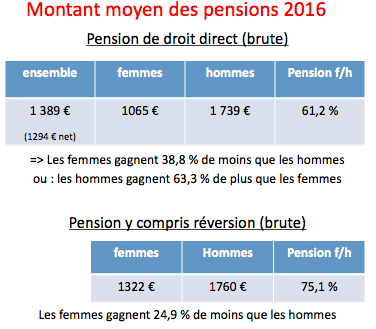 Montant moyen des pensions 2016
Pension de droit direct (brute)
ensemble femmes hommes Pension f/h
1 389 € 1065 € 1 739 € 61,2 %
(1294 € net)
=> Les femmes gagnent 38,8 % de moins que les hommes
ou : les hommes gagnent 63,3 % de plus que les femmes
Pension y compris réversion (brute)
femmes Hommes Pension f/h
1322 € 1760 € 75,1 %
Les femmes gagnent 24,9 % de moins que les hommes